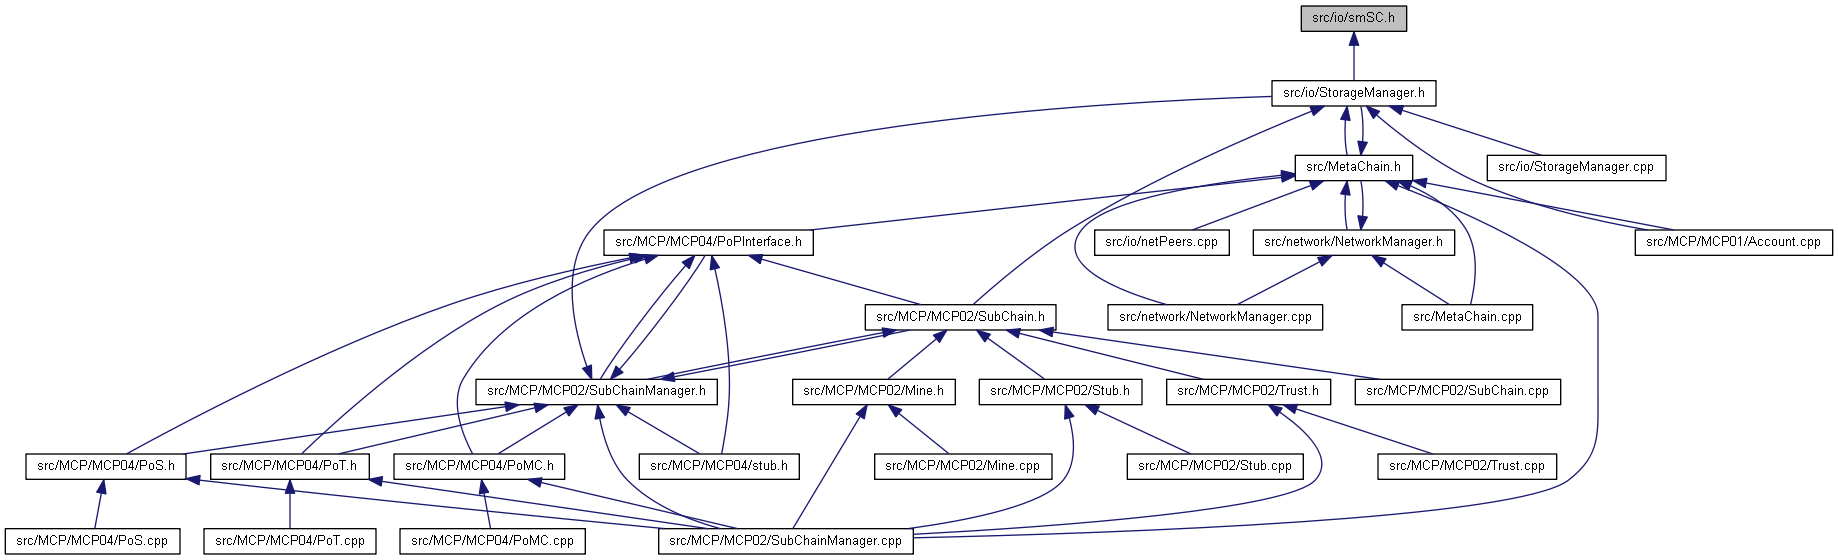 src/io/smSC.h
src/io/StorageManager.h
src/MetaChain.h
src/io/StorageManager.cpp
src/MCP/MCP04/PoPInterface.h
src/io/netPeers.cpp
src/network/NetworkManager.h
src/MCP/MCP01/Account.cpp
src/MCP/MCP02/SubChain.h
src/network/NetworkManager.cpp
src/MetaChain.cpp
src/MCP/MCP02/SubChainManager.h
src/MCP/MCP02/Mine.h
src/MCP/MCP02/Stub.h
src/MCP/MCP02/Trust.h
src/MCP/MCP02/SubChain.cpp
src/MCP/MCP04/PoS.h
src/MCP/MCP04/PoT.h
src/MCP/MCP04/PoMC.h
src/MCP/MCP04/stub.h
src/MCP/MCP02/Mine.cpp
src/MCP/MCP02/Stub.cpp
src/MCP/MCP02/Trust.cpp
src/MCP/MCP04/PoS.cpp
src/MCP/MCP04/PoT.cpp
src/MCP/MCP04/PoMC.cpp
src/MCP/MCP02/SubChainManager.cpp